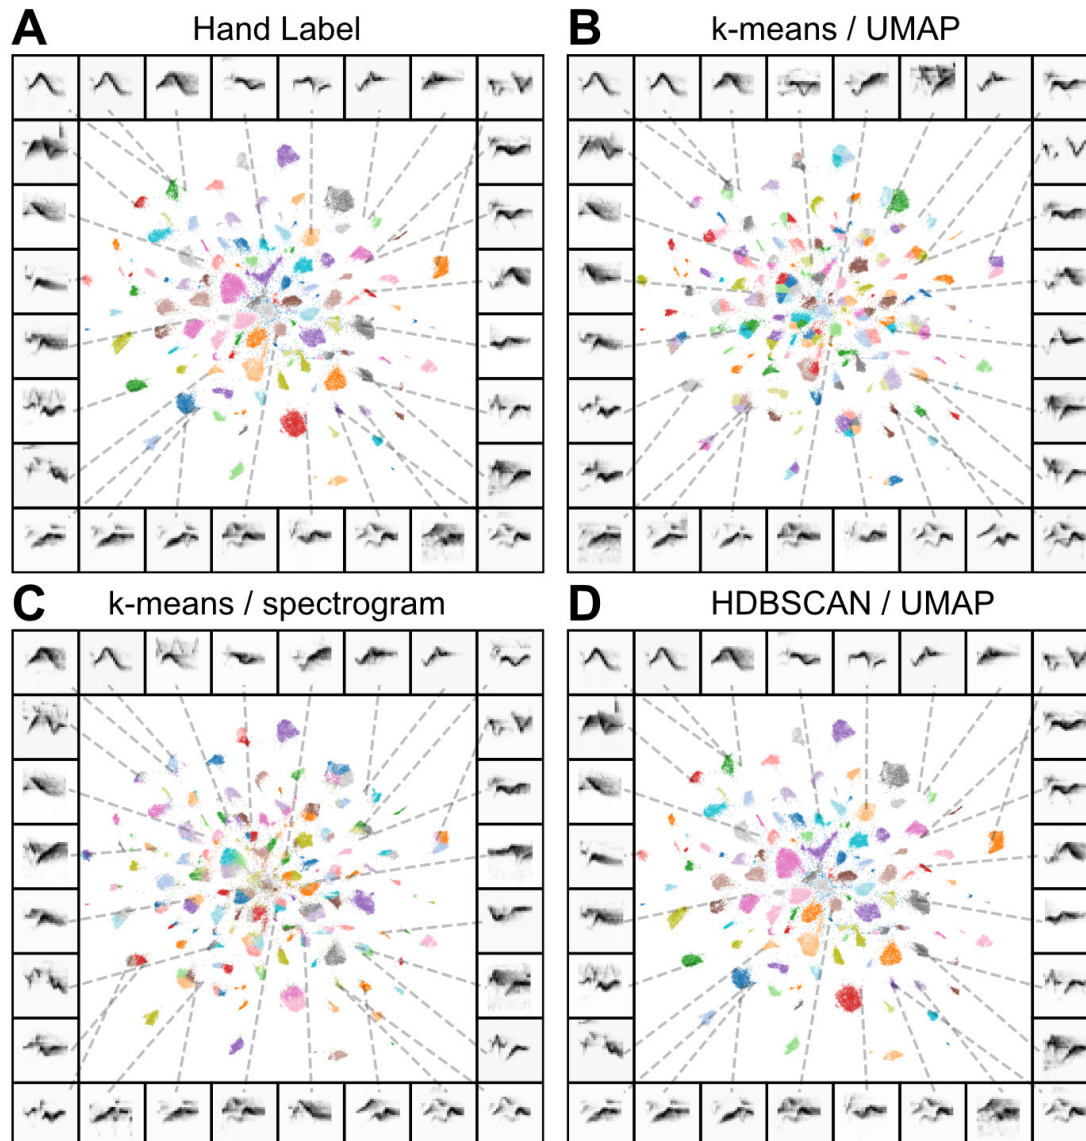 A Hand Label
B k-means / UMAP
C k-means / spectrogram
D HDBSCAN / UMAP